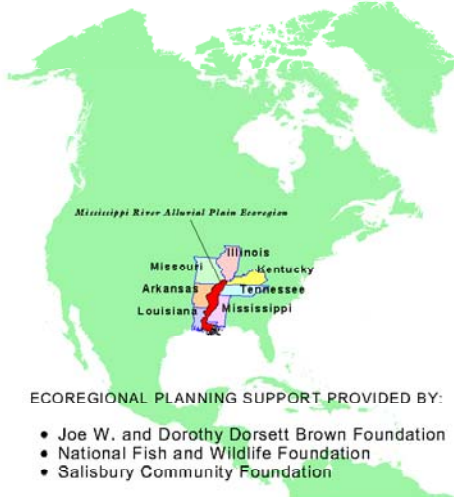 Mississippi River Alluvial Plain Ecoregion
Illinois
Missouri
Kentucky
Arkansas
Tennessee
Louisiana
Mississippi
ECOREGIONAL PLANNING SUPPORT PROVIDED BY:
• Joe W. and Dorothy Dorsett Brown Foundation
• National Fish and Wildlife Foundation
• Salisbury Community Foundation